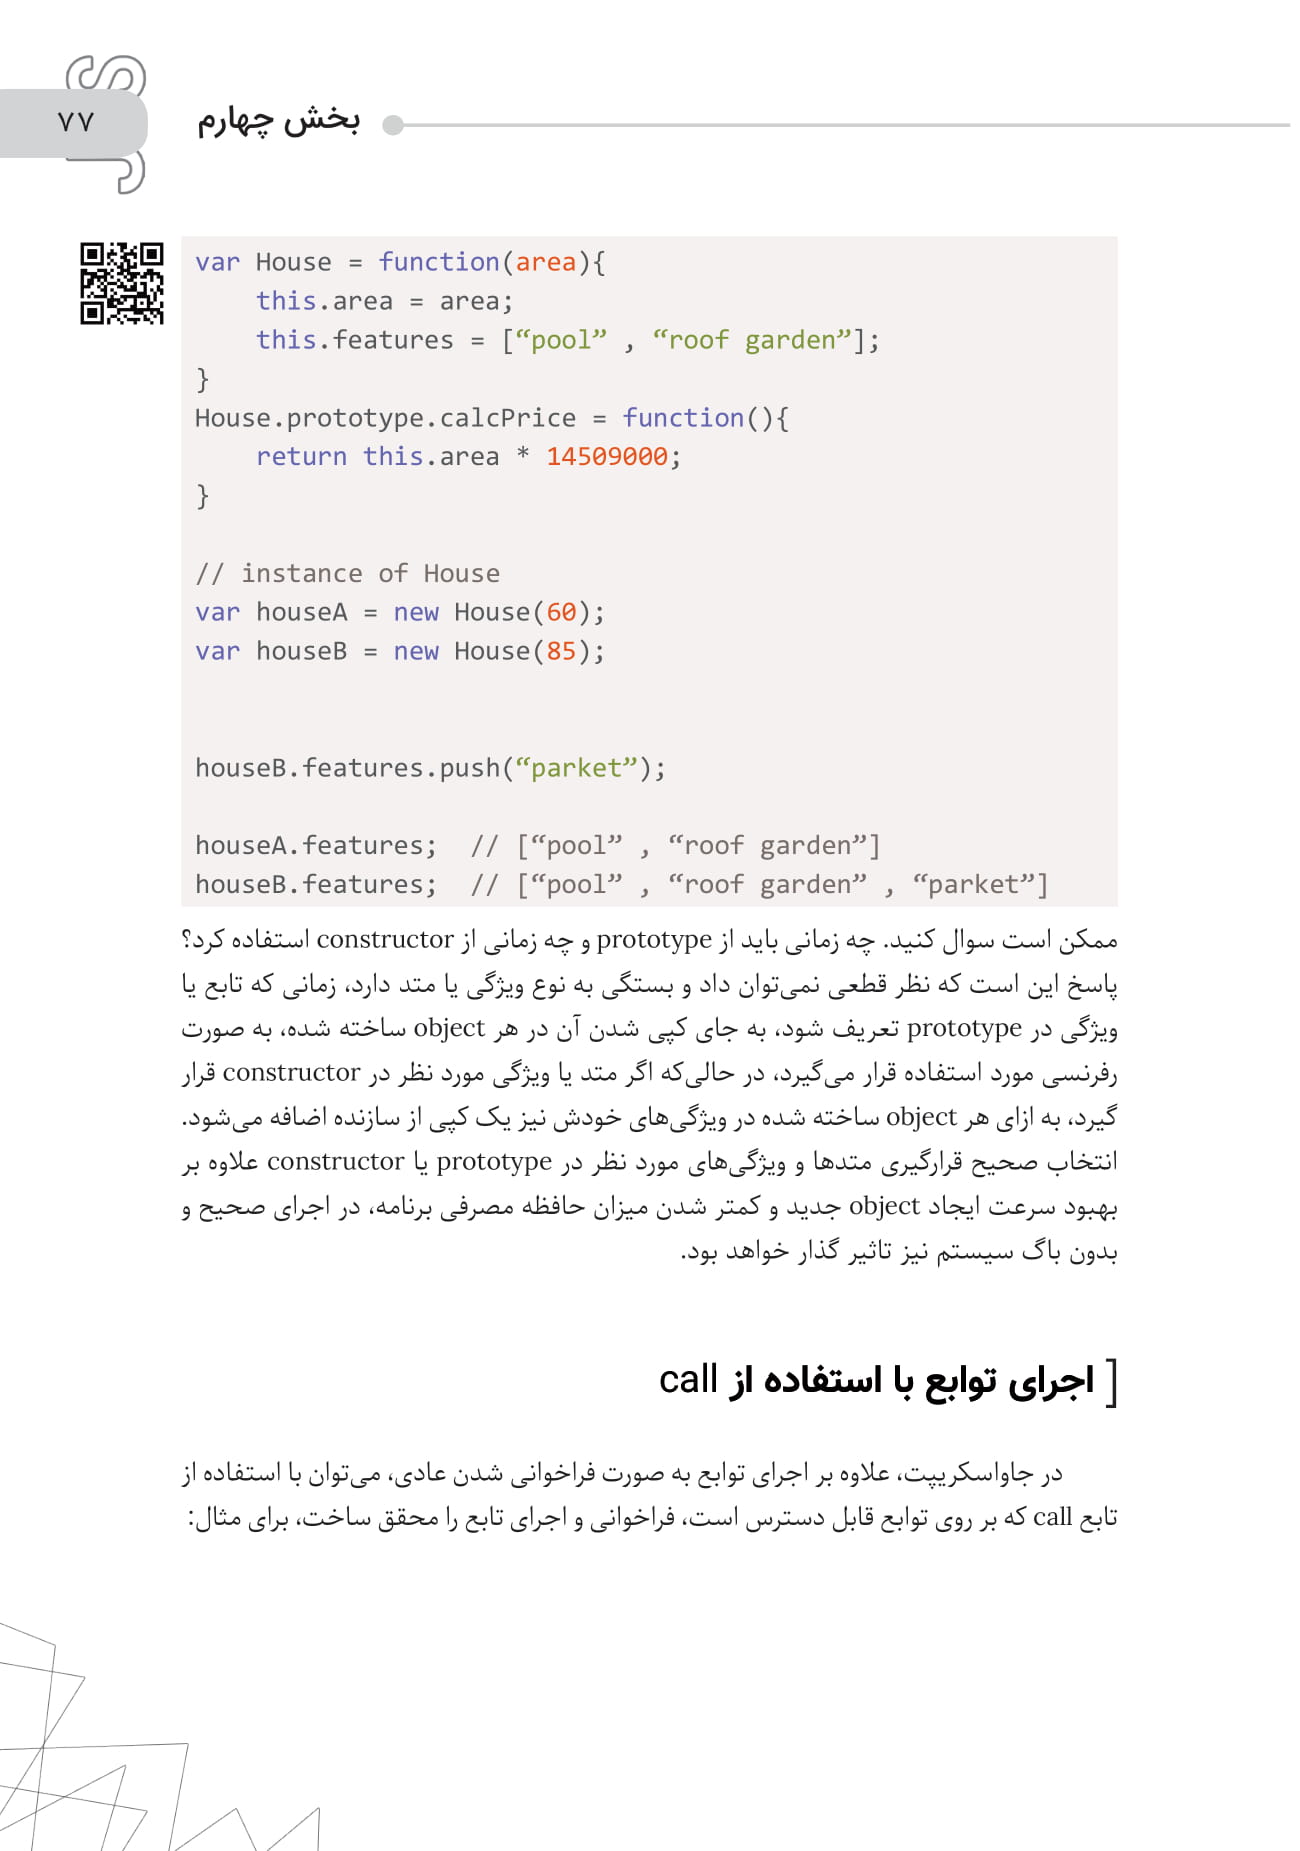 JS
۷۷
بخش چهارم
var House = function(area){
    this.area = area;
    this.features = [“pool” , “roof garden”];
}
House.prototype.calcPrice = function(){
    return this.area * 14509000;
}
// instance of House
var houseA = new House(60);
var houseB = new House(85);
houseB.features.push(“parket”);
houseA.features;  // [“pool” , “roof garden”]
houseB.features;  // [“pool” , “roof garden” , “parket”]
ممکن است سوال کنید. چه زمانی باید از prototype و چه زمانی از constructor استفاده کرد؟
پاسخ این است که نظر قطعی نمی‌توان داد و بستگی به نوع ویژگی یا متد دارد، زمانی که تابع یا
ویژگی در prototype تعریف شود، به جای کپی شدن آن در هر object ساخته شده، به صورت
رفرنسی مورد استفاده قرار می‌گیرد، در حالی‌که اگر متد یا ویژگی مورد نظر در constructor قرار
گیرد، به ازای هر object ساخته شده در ویژگی‌های خودش نیز یک کپی از سازنده اضافه می‌شود.
انتخاب صحیح قرارگیری متدها و ویژگی‌های مورد نظر در prototype یا constructor علاوه بر
بهبود سرعت ایجاد object جدید و کمتر شدن میزان حافظه مصرفی برنامه، در اجرای صحیح و
بدون باگ سیستم نیز تاثیر گذار خواهد بود.
[ اجرای توابع با استفاده از call
در جاواسکریپت، علاوه بر اجرای توابع به صورت فراخوانی شدن عادی، می‌توان با استفاده از
تابع call که بر روی توابع قابل دسترس است، فراخوانی و اجرای تابع را محقق ساخت، برای مثال: